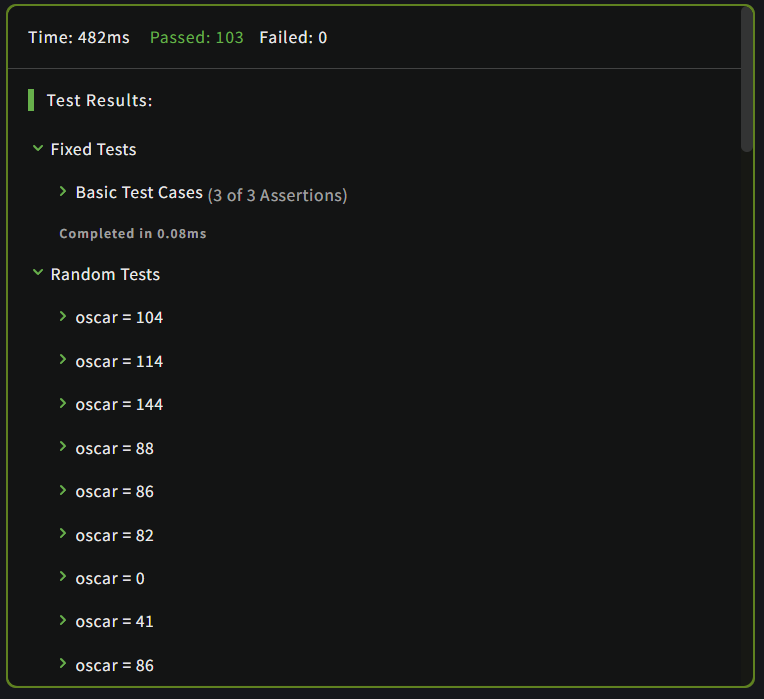 Time: 482ms Passed: 103 Failed: 0
Test Results:
Fixed Tests
Basic Test Cases (3 of 3 Assertions)
Completed in 0.08ms
Random Tests
oscar = 104
oscar = 114
oscar = 144
oscar = 88
oscar = 86
oscar = 82
oscar = 0
oscar = 41
oscar = 86